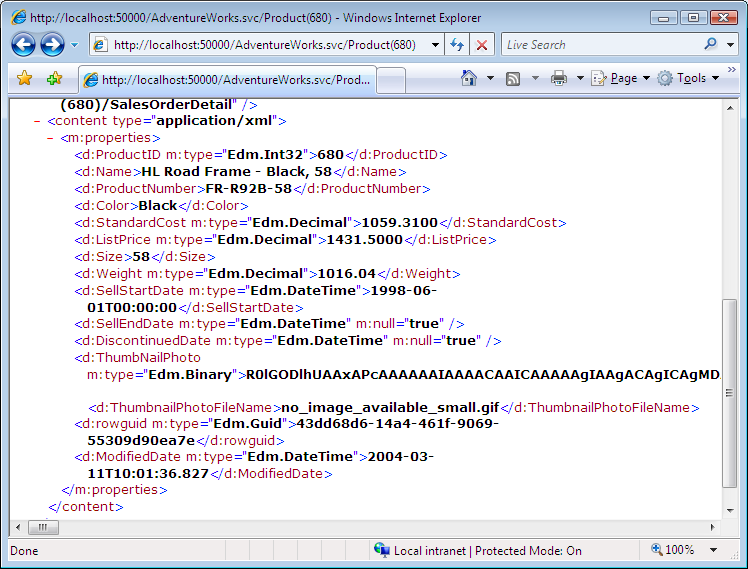 http://localhost:50000/AdventureWorks.svc/Product(680) - Windows Internet Explorer
http://localhost:50000/AdventureWorks.svc/Product(680)
Live Search
http://localhost:50000/AdventureWorks.svc/Prod...
Page
Tools
(680)/SalesOrderDetail" />
- <content type="application/xml">
- <m:properties>
<d:ProductID m:type="Edm.Int32">680</d:ProductID>
<d:Name>HL Road Frame - Black, 58</d:Name>
<d:ProductNumber>FR-R92B-58</d:ProductNumber>
<d:Color>Black</d:Color>
<d:StandardCost m:type="Edm.Decimal">1059.3100</d:StandardCost>
<d:ListPrice m:type="Edm.Decimal">1431.5000</d:ListPrice>
<d:Size>58</d:Size>
<d:Weight m:type="Edm.Decimal">1016.04</d:Weight>
<d:SellStartDate m:type="Edm.DateTime">1998-06-
01T00:00:00</d:SellStartDate>
<d:SellEndDate m:type="Edm.DateTime" m:null="true" />
<d:DiscontinuedDate m:type="Edm.DateTime" m:null="true" />
<d:ThumbNailPhoto
m:type="Edm.Binary">R0lGODlhUAAxAPcAAAAAAIAAAACAAICAAAAAgIAAgACAgICAgMD
<d:ThumbnailPhotoFileName>no_image_available_small.gif</d:ThumbnailPhotoFileName>
<d:rowguid m:type="Edm.Guid">43dd68d6-14a4-461f-9069-
55309d90ea7e</d:rowguid>
<d:ModifiedDate m:type="Edm.DateTime">2004-03-
11T10:01:36.827</d:ModifiedDate>
</m:properties>
</content>
Done
Local intranet | Protected Mode: On
100%